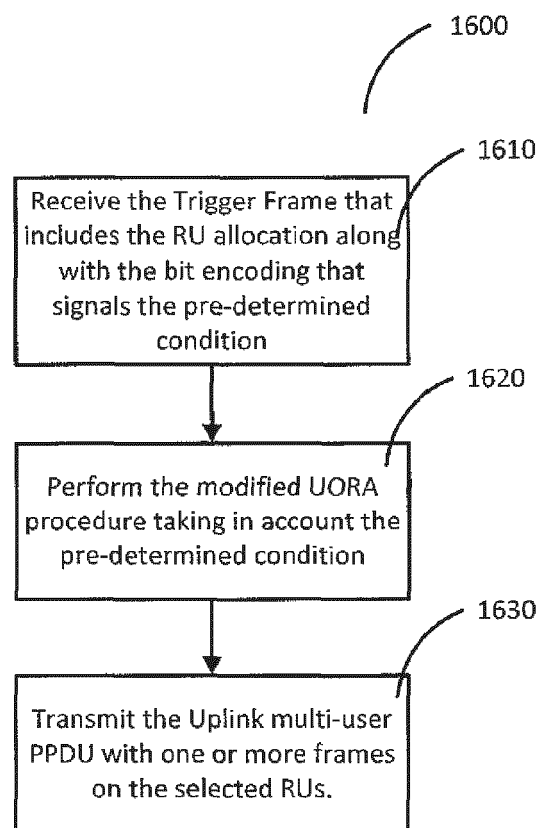 1600
1610
Receive the Trigger Frame that
includes the RU allocation along
with the bit encoding that
signals the pre-determined
condition
1620
Perform the modified UORA
procedure taking in account the
pre-determined condition
1630
Transmit the Uplink multi-user
PPDU with one or more frames
on the selected RUs.